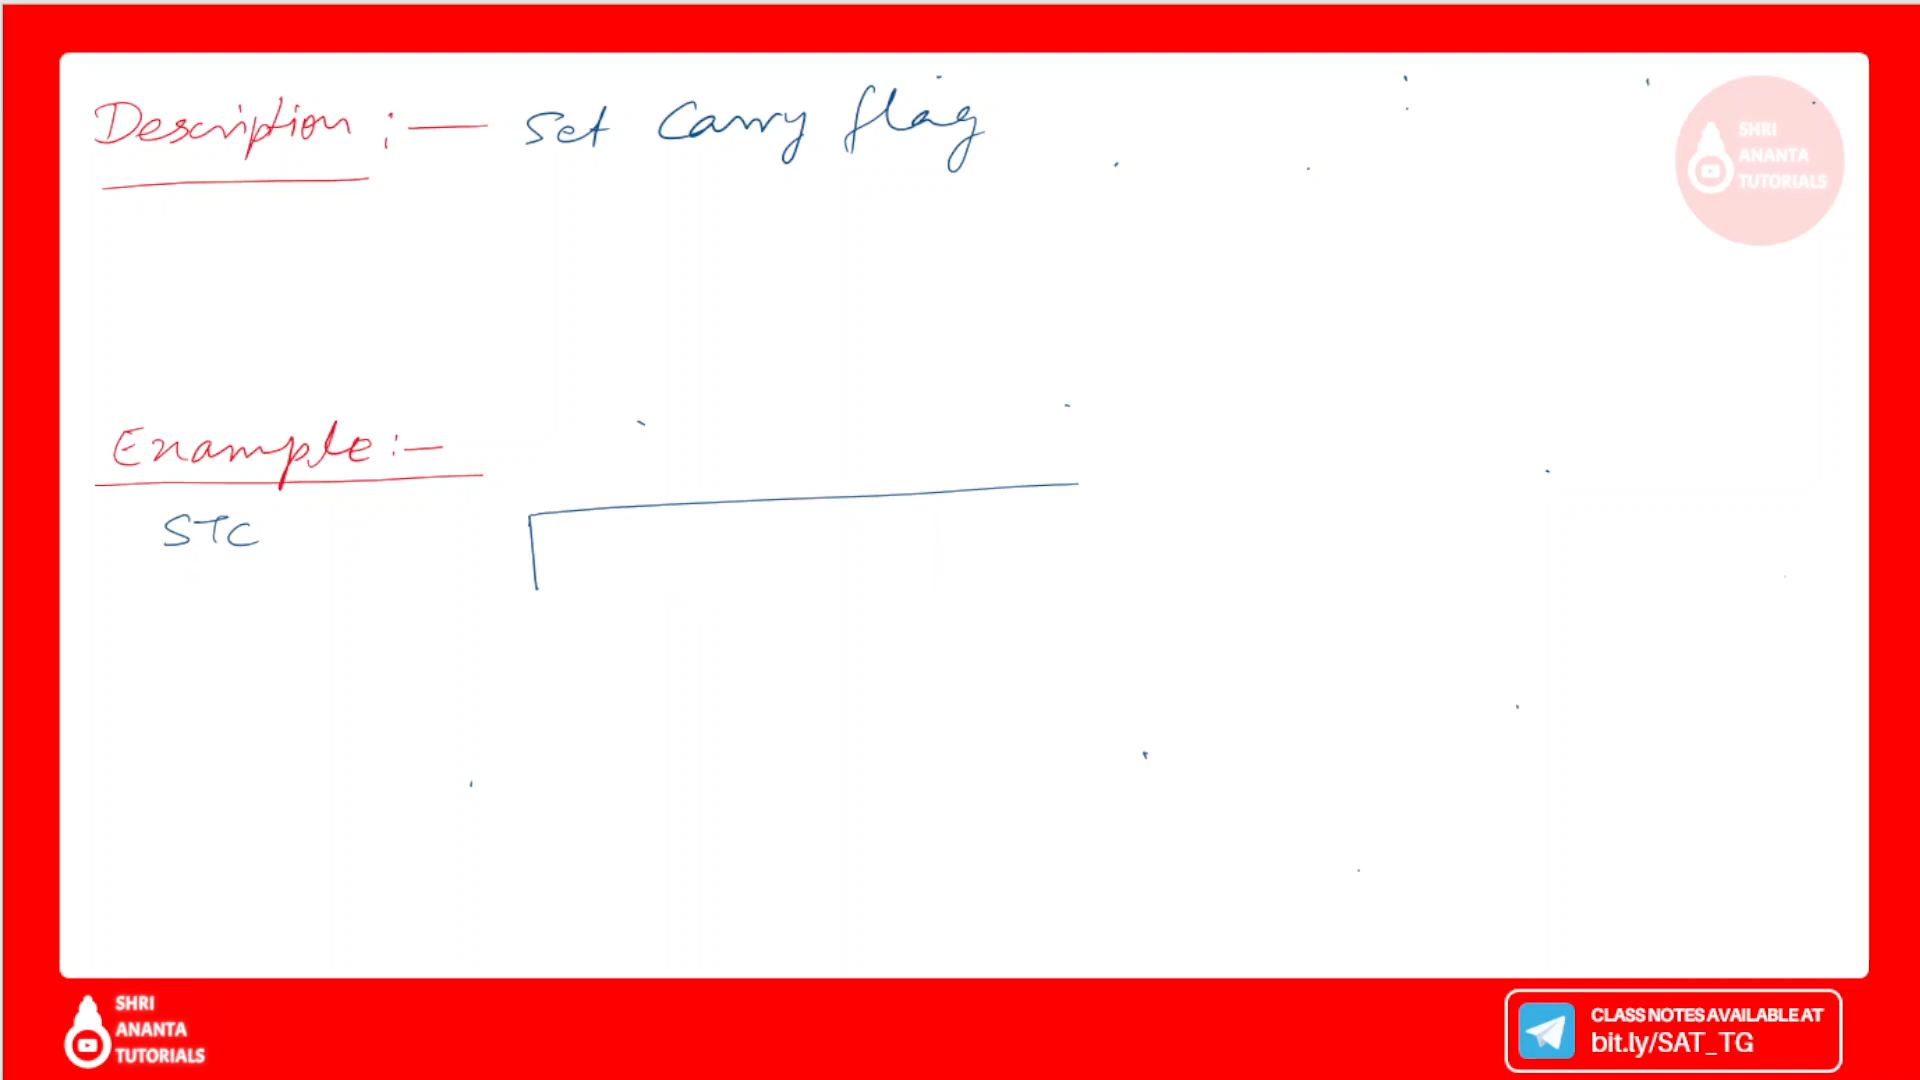 Description :— Set Carry flag
SHRI
ANANTA
TUTORIALS
Example :—
STC
SHRI
ANANTA
TUTORIALS
CLASS NOTES AVAILABLE AT
bit.ly/SAT_TG